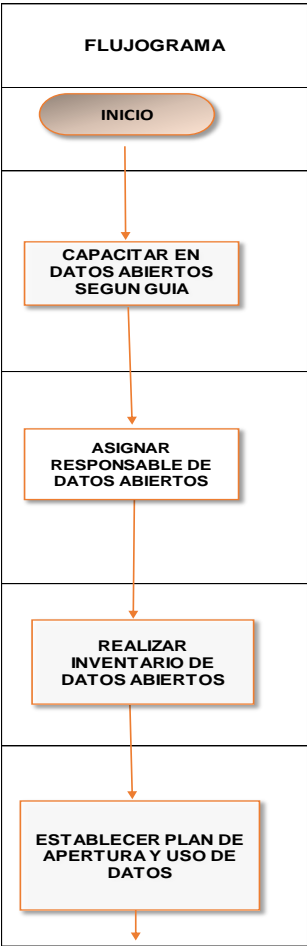 FLUJOGRAMA
INICIO
CAPACITAR EN
DATOS ABIERTOS
SEGUN GUIA
ASIGNAR
RESPONSABLE DE
DATOS ABIERTOS
REALIZAR
INVENTARIO DE
DATOS ABIERTOS
ESTABLECER PLAN DE
APERTURA Y USO DE
DATOS